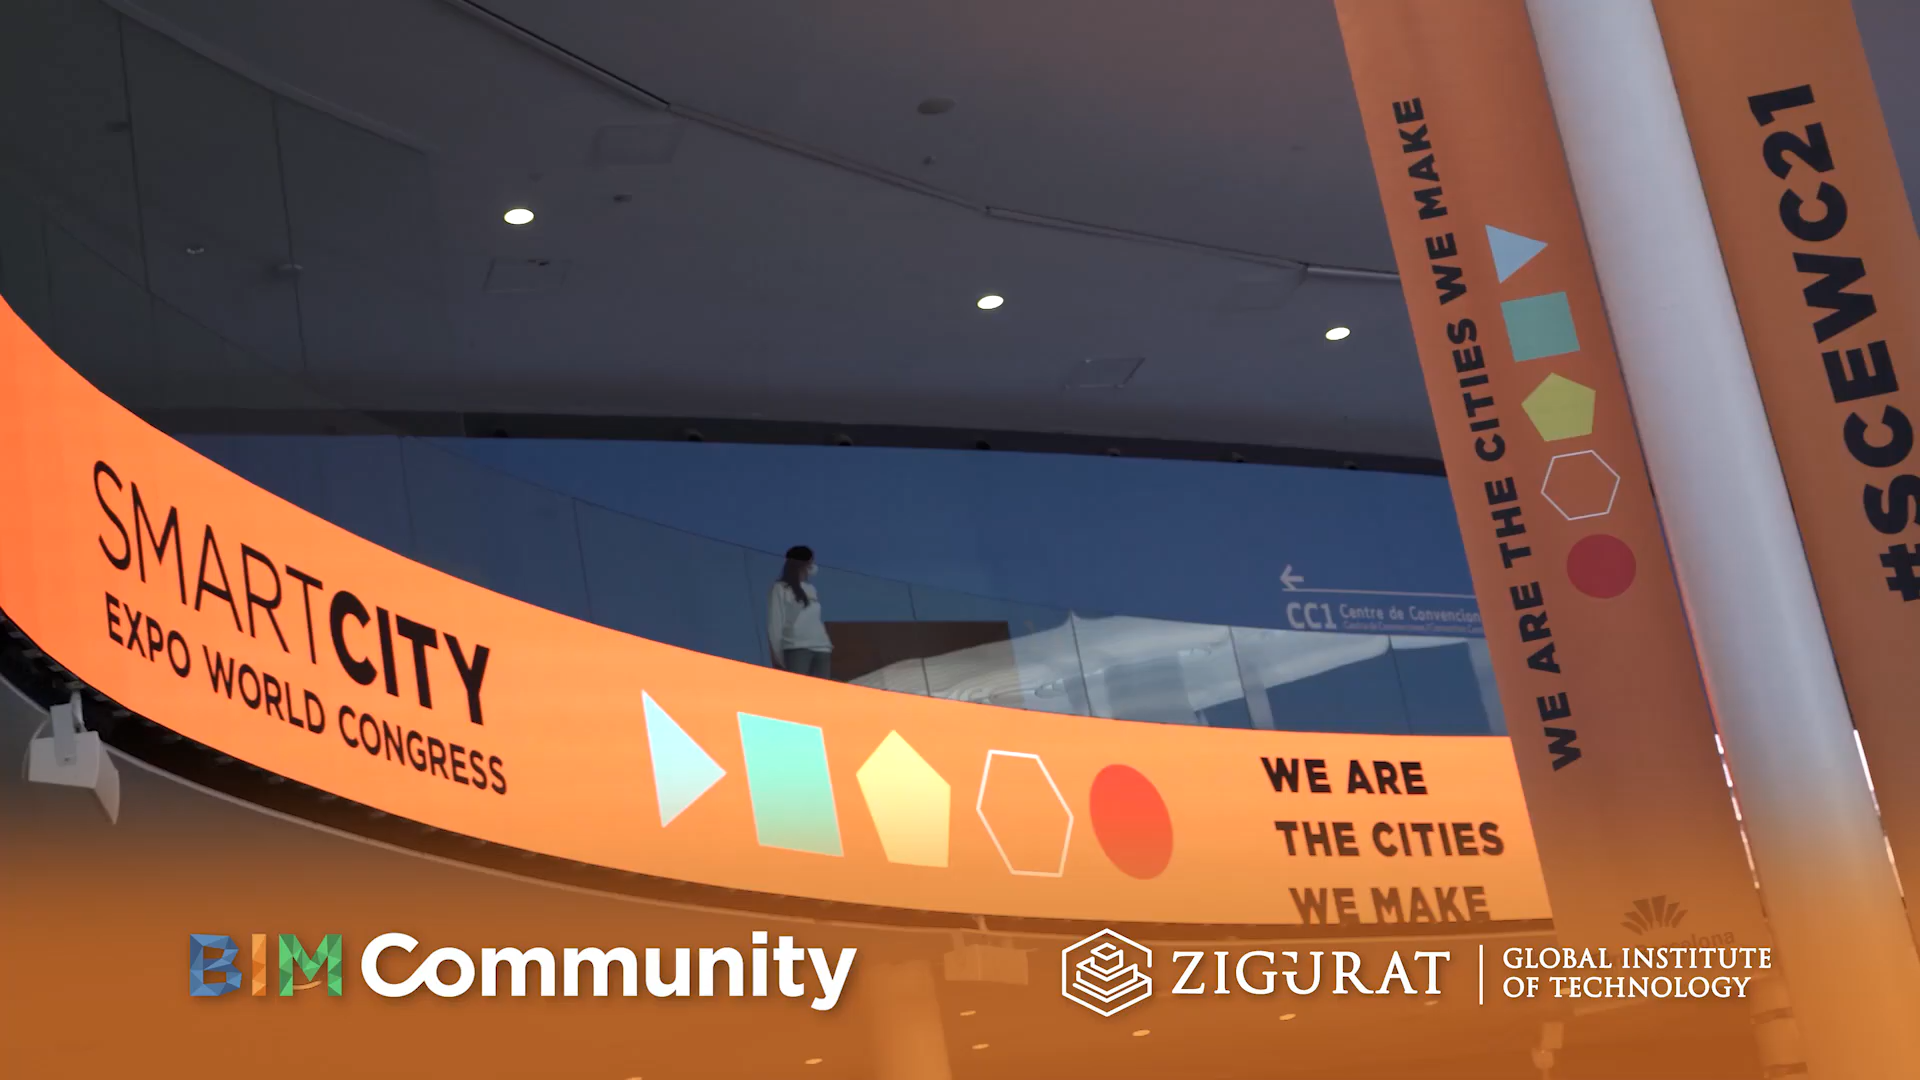 WE ARE THE CITIES WE MAKE
#SCEWC21
SMARTCITY
EXPO WORLD CONGRESS
CC1 Centre de Convencion
WE ARE
THE CITIES
WE MAKE
BIM Community
ZIGURAT
GLOBAL INSTITUTE
OF TECHNOLOGY